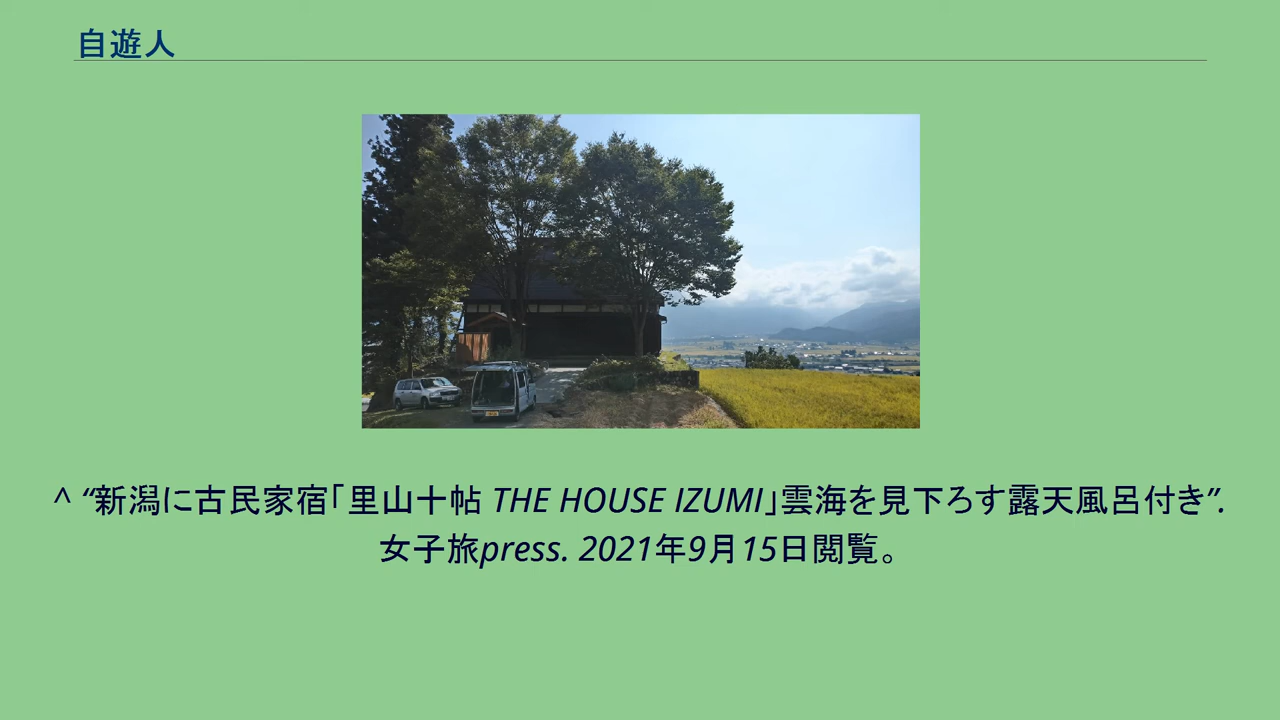 自遊人
^ “新潟に古民家宿「里山十帖 THE HOUSE IZUMI」雲海を見下ろす露天風呂付き”.
女子旅press. 2021年9月15日閲覧。